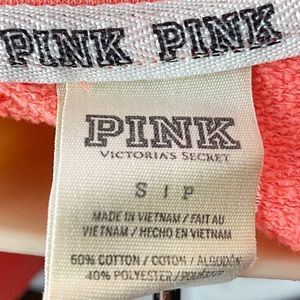 PINK PINK
PINK
VICTORIA'S SECRET
S | P
MADE IN VIETNAM / FAIT AU
VIETNAM / HECHO EN VIETNAM
60% COTTON / COTON / ALGODÓN
40% POLYESTER /